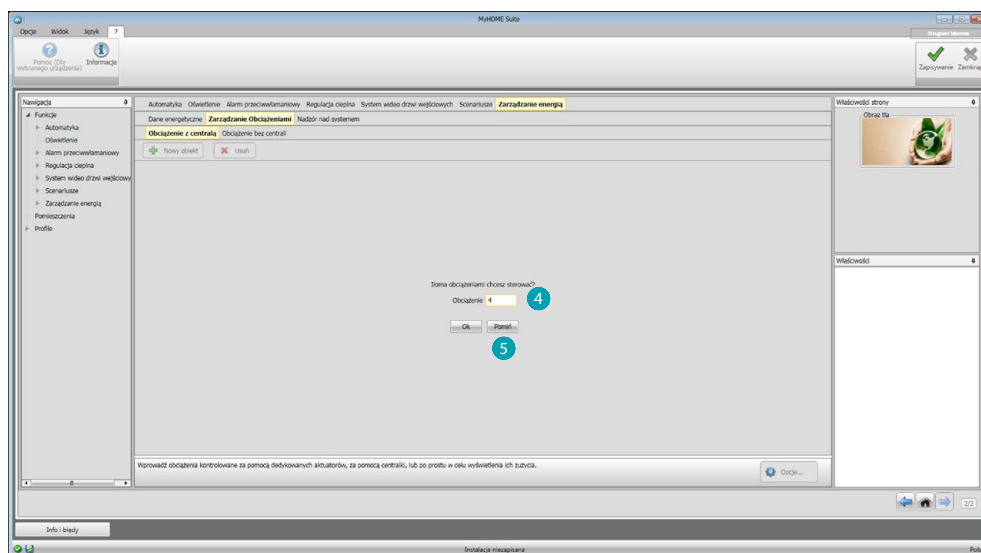 MyHOME Suite
Opcje Widok Język ?
Pomoc (Dla wybranego urządzenia)
Informacje
Zapisywanie
Nawigacja
Funkcje
Automatyka
Oświetlenie
Alarm przeciwwłamaniowy
Regulacja cieplna
System wideo drzwi wejściowy
Scenariusze
Zarządzanie energią
Pomieszczenia
Profile
Automatyka Oświetlenie Alarm przeciwwłamaniowy Regulacja cieplna System wideo drzwi wejściowych Scenariusze Zarządzanie energią
Dane energetyczne Zarządzanie Obciążeniami Nadzór nad systemem
Obciążenie z centralą Obciążenie bez centrali
Nowy obiekt Usuń
Iloma obciążeniami chcesz sterować?
Obciążenie 4
4
Ok Pomiń
5
Wprowadź obciążenia kontrolowane za pomocą dedykowanych aktuatorów, za pomocą centralki, lub po prostu w celu wyświetlenia ich zużycia.
Opcje...
Właściwości strony
Obraz tła
Właściwości
2/2
Info i błędy
Instalacja niezapisana